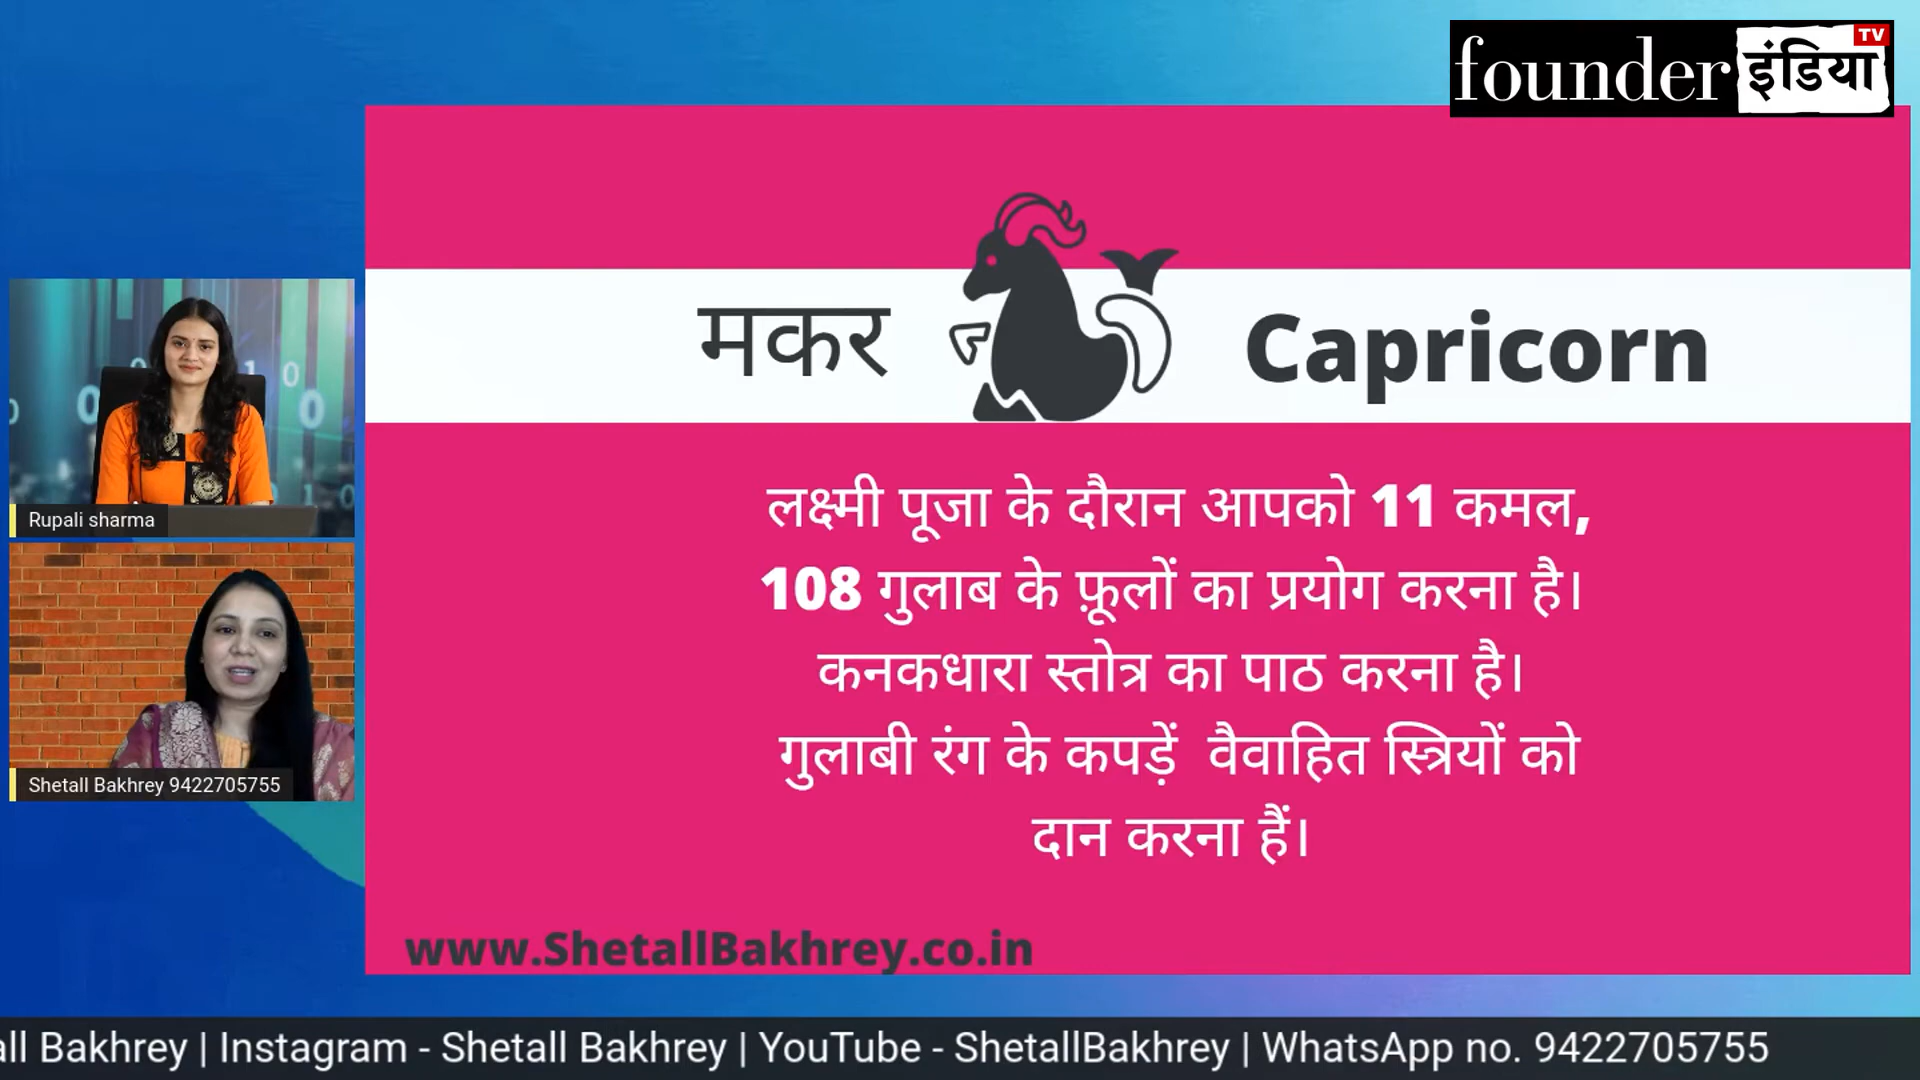 founder इंडिया TV
मकर Capricorn
लक्ष्मी पूजा के दौरान आपको 11 कमल,
108 गुलाब के फ़ूलों का प्रयोग करना है।
कनकधारा स्तोत्र का पाठ करना है।
गुलाबी रंग के कपड़ें वैवाहित स्त्रियों को
दान करना हैं।
www.ShetallBakhrey.co.in
Rupali sharma
Shetall Bakhrey 9422705755
all Bakhrey | Instagram - Shetall Bakhrey | YouTube - ShetallBakhrey | WhatsApp no. 9422705755